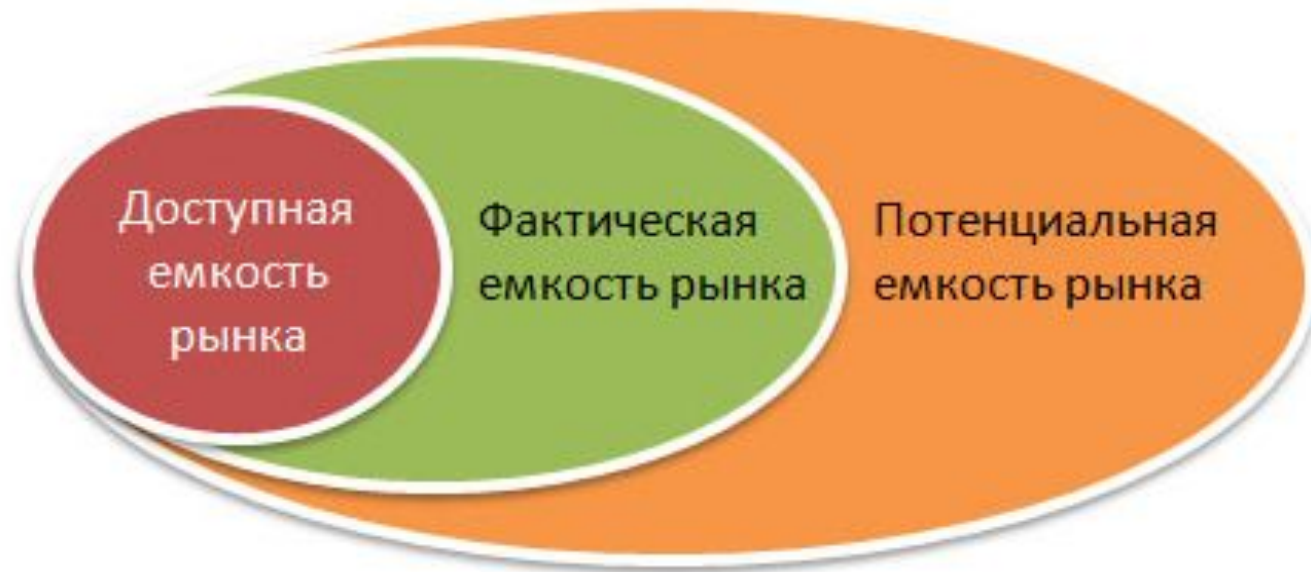 Доступная
емкость
рынка
Фактическая
емкость рынка
Потенциальная
емкость рынка